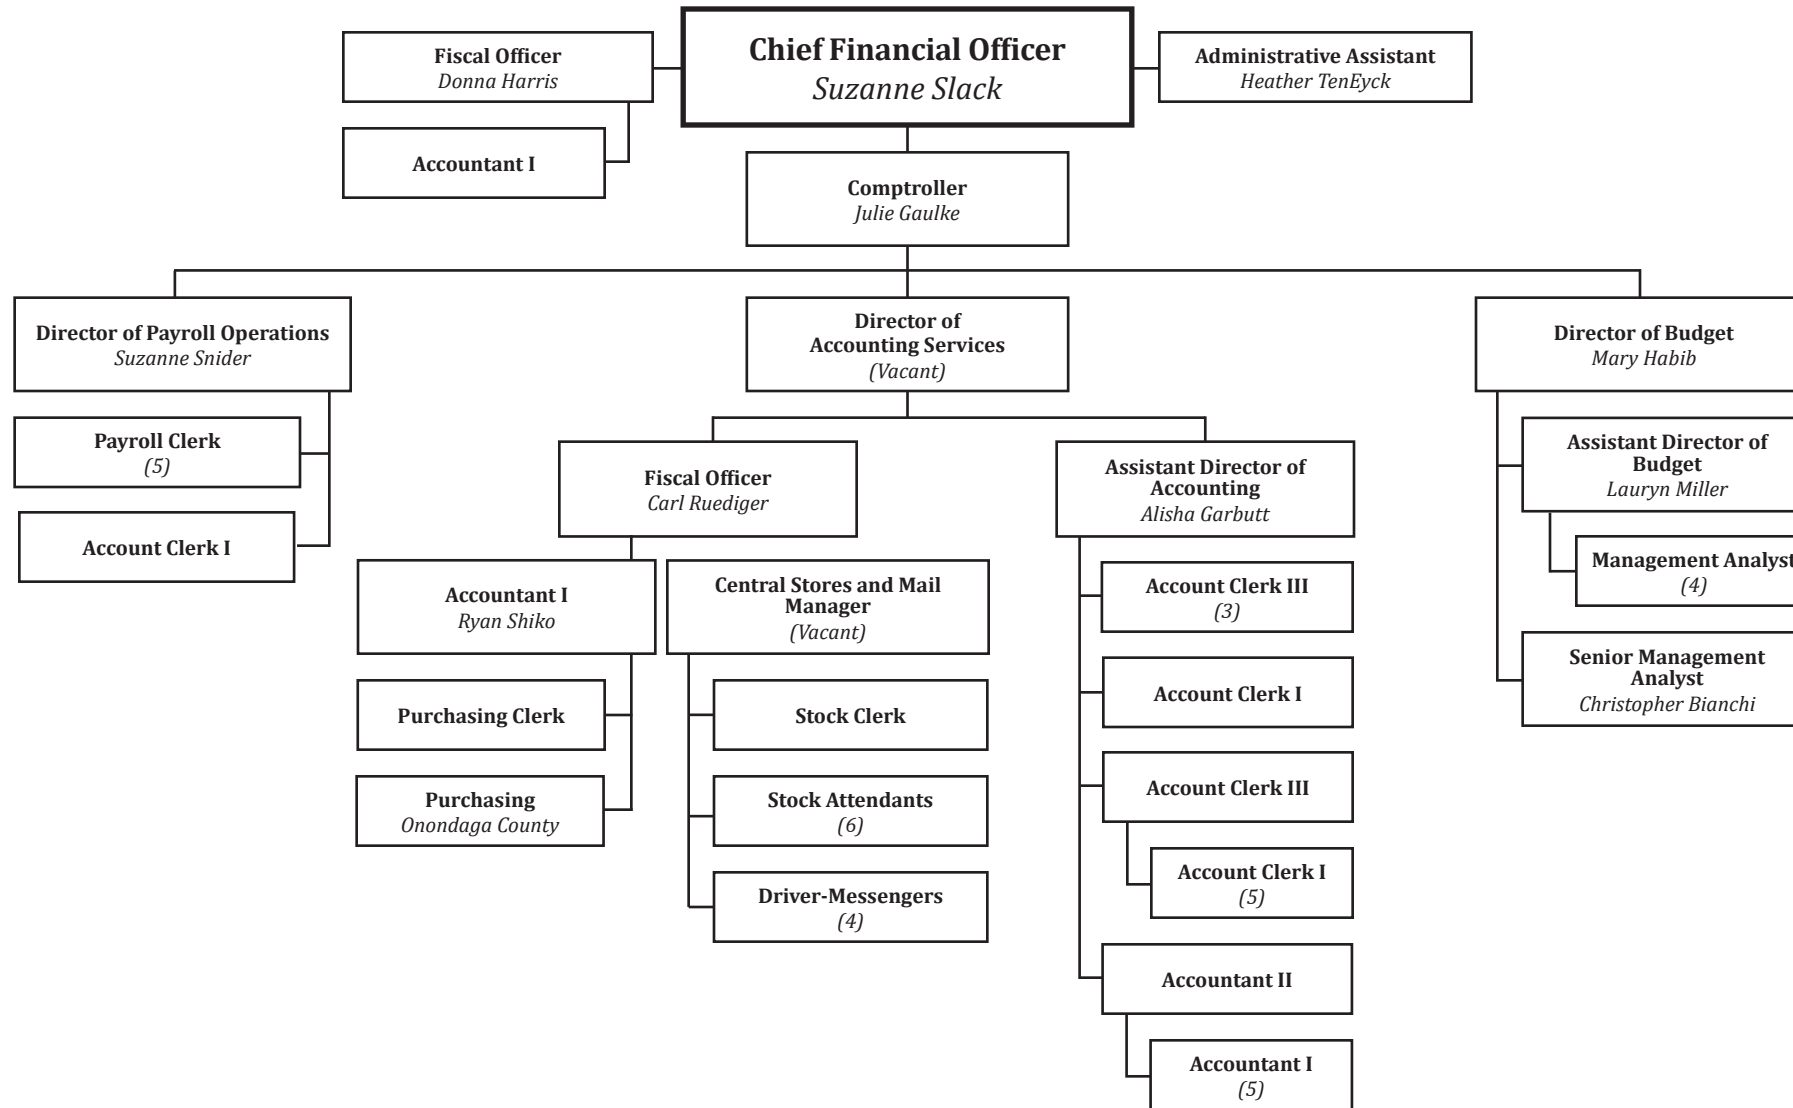 Chief Financial Officer
Suzanne Slack
Fiscal Officer
Donna Harris
Administrative Assistant
Heather TenEyck
Accountant I
Comptroller
Julie Gaulke
Director of Payroll Operations
Suzanne Snider
Payroll Clerk
(5)
Account Clerk I
Director of
Accounting Services
(Vacant)
Fiscal Officer
Carl Ruediger
Accountant I
Ryan Shiko
Purchasing Clerk
Purchasing
Onondaga County
Central Stores and Mail
Manager
(Vacant)
Stock Clerk
Stock Attendants
(6)
Driver-Messengers
(4)
Assistant Director of
Accounting
Alisha Garbutt
Account Clerk III
(3)
Account Clerk I
Account Clerk III
Account Clerk I
(5)
Accountant II
Accountant I
(5)
Director of Budget
Mary Habib
Assistant Director of
Budget
Lauryn Miller
Management Analyst
(4)
Senior Management
Analyst
Christopher Bianchi